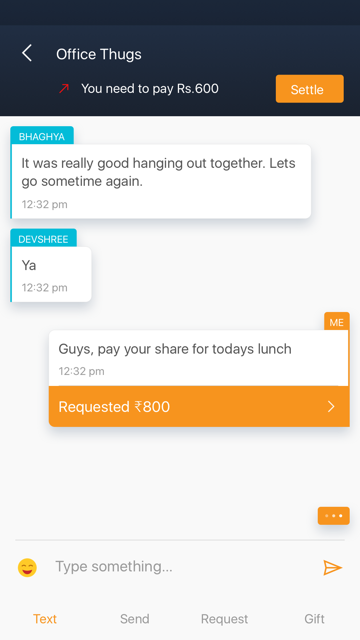 Office Thugs
You need to pay Rs.600
Settle
BHAGHYA
It was really good hanging out together. Lets
go sometime again.
12:32 pm
DEVSHREE
Ya
12:32 pm
ME
Guys, pay your share for todays lunch
12:32 pm
Requested ₹800
Type something...
Text Send Request Gift